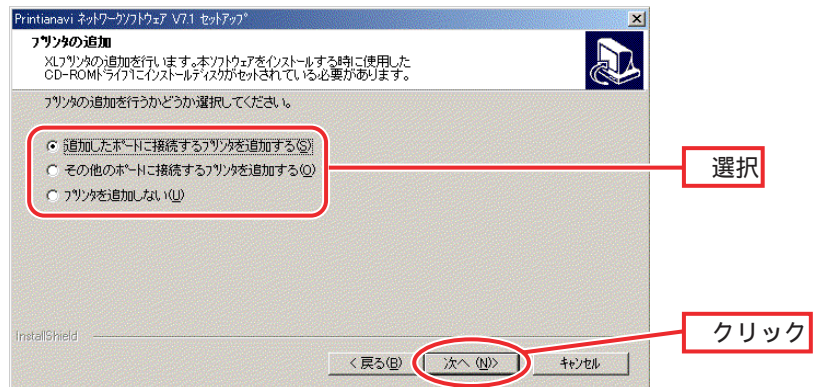 Printianavi ネットワークソフトウェア V7.1 セットアップ
プリンタの追加
XLプリンタの追加を行います。本ソフトウェアをインストールする時に使用した
CD-ROMドライブにインストールディスクがセットされている必要があります。
プリンタの追加を行うかどうか選択してください。
追加したポートに接続するプリンタを追加する(S)
その他のポートに接続するプリンタを追加する(O)
プリンタを追加しない(U)
選択
InstallShield
クリック
< 戻る(B)
次へ (N)>
キャンセル